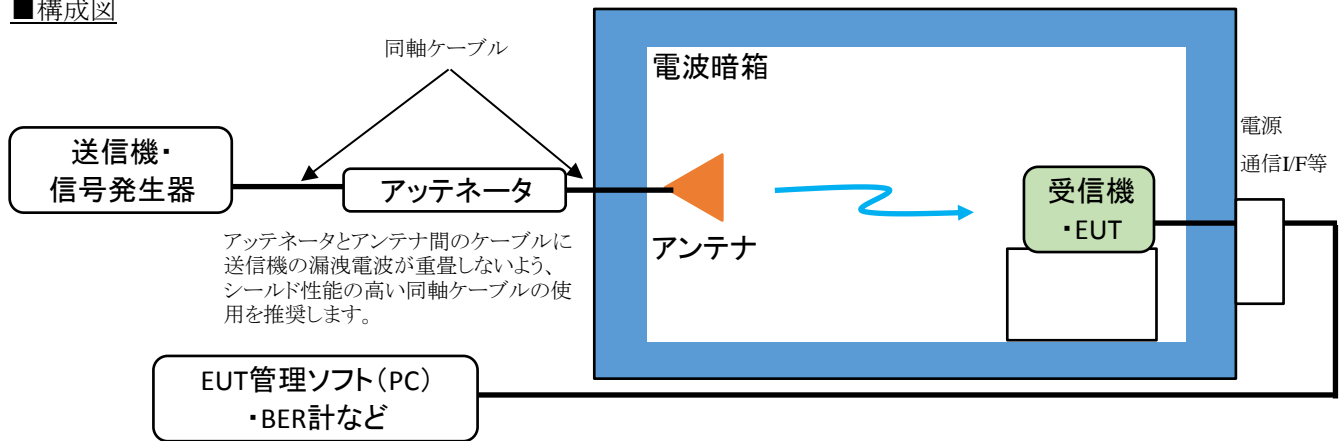 ■構成図
同軸ケーブル
電波暗箱
電源
通信I/F等
送信機・
信号発生器
アッテネータ
アンテナ
受信機
・EUT
アッテネータとアンテナ間のケーブルに
送信機の漏洩電波が重畳しないよう、
シールド性能の高い同軸ケーブルの使
用を推奨します。
EUT管理ソフト（PC）
・BER計など